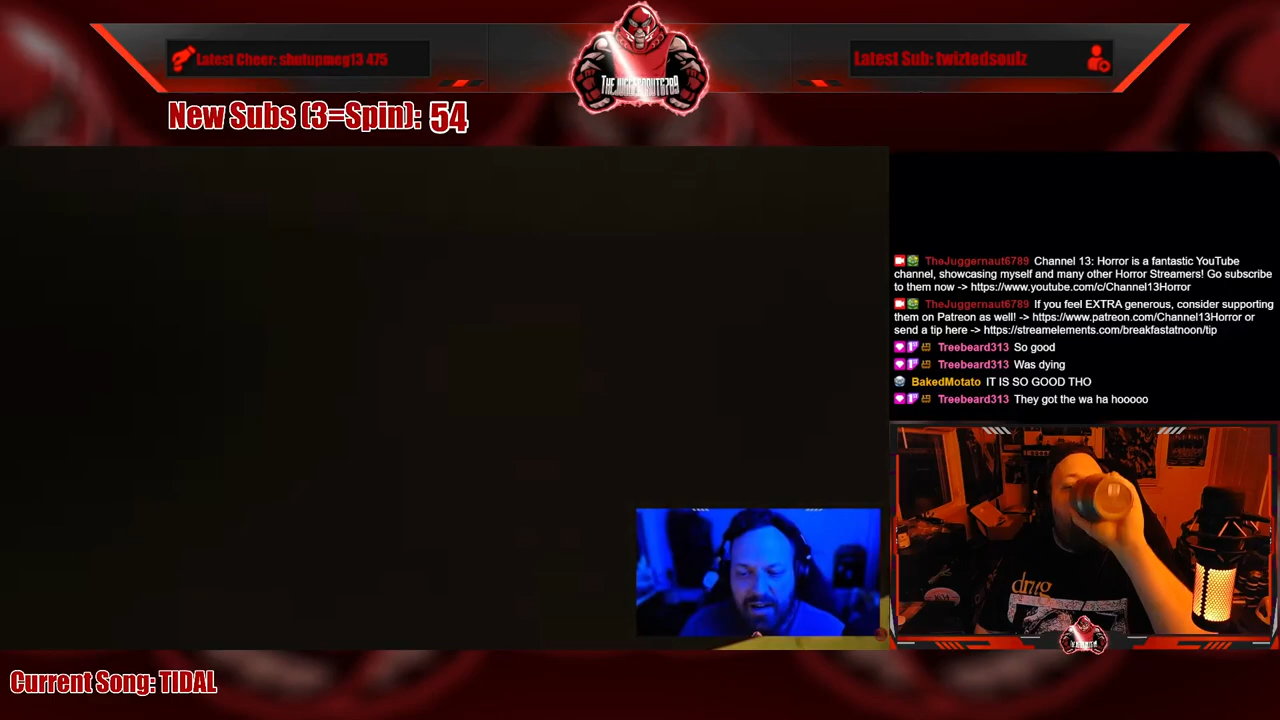 Latest Cheer: shutupmeg13 475
THEJUGGERNAUT6789
Latest Sub: twiztedsoulz
New Subs (3=Spin): 54
TheJuggernaut6789 Channel 13: Horror is a fantastic YouTube
channel, showcasing myself and many other Horror Streamers! Go subscribe
to them now -> https://www.youtube.com/c/Channel13Horror
TheJuggernaut6789 If you feel EXTRA generous, consider supporting
them on Patreon as well! -> https://www.patreon.com/Channel13Horror or
send a tip here -> https://streamelements.com/breakfastatnoon/tip
Treebeard313 So good
Treebeard313 Was dying
BakedMotato IT IS SO GOOD THO
Treebeard313 They got the wa ha hooooo
drug
Current Song: TIDAL